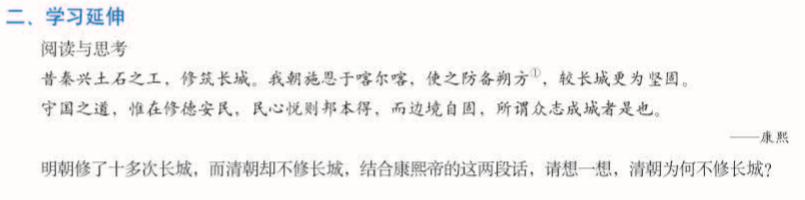 二、学习延伸
阅读与思考
昔秦兴土石之工，修筑长城。我朝施恩于喀尔喀，使之防备朔方①，较长城更为坚固。
守国之道，惟在修德安民，民心悦则邦本得，而边境自固，所谓众志成城者是也。
——康熙
明朝修了十多次长城，而清朝却不修长城，结合康熙帝的这两段话，请想一想，清朝为何不修长城？